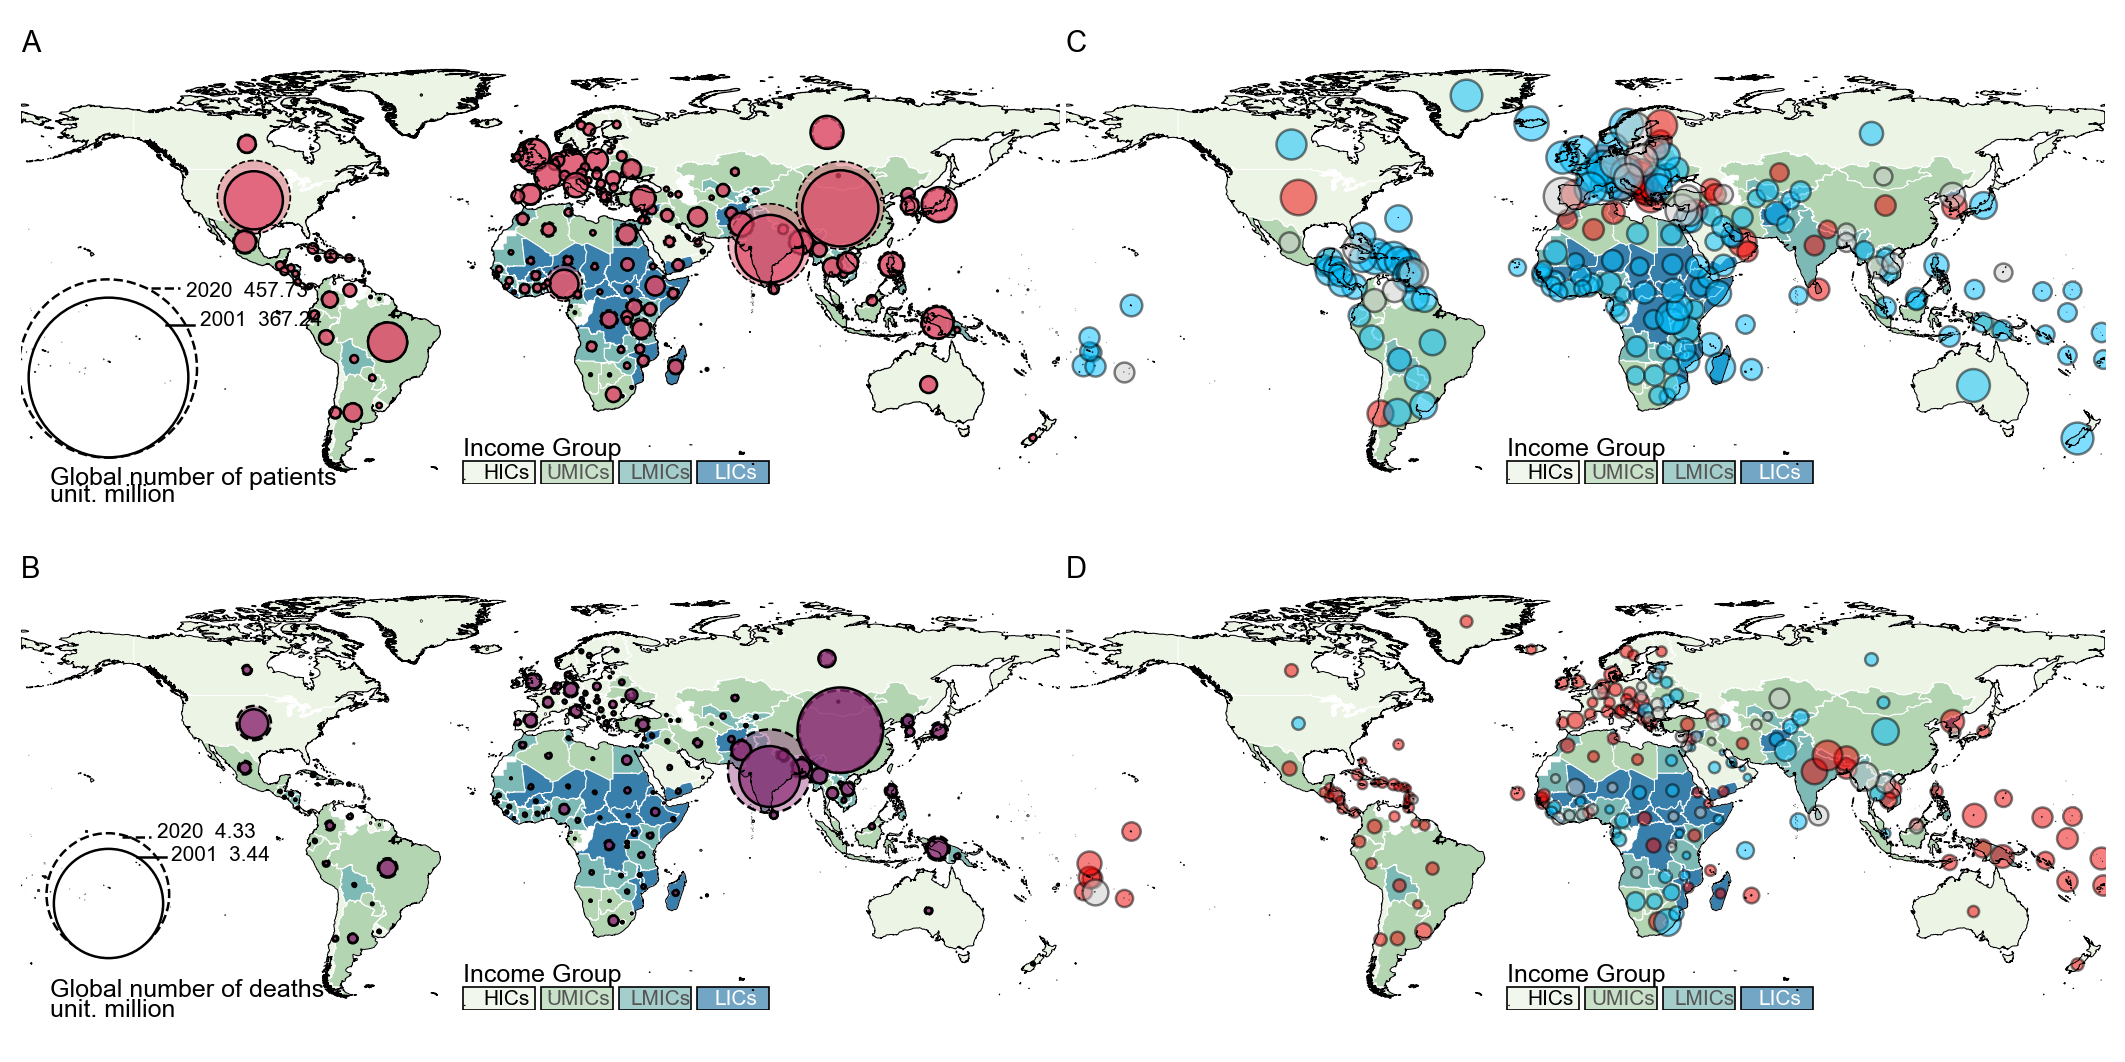 A
2020 457.73
2001 367.24
Global number of patients
unit. million
Income Group
HICs UMICs LMICs LICs
C
Income Group
HICs UMICs LMICs LICs
B
2020 4.33
2001 3.44
Global number of deaths
unit. million
Income Group
HICs UMICs LMICs LICs
D
Income Group
HICs UMICs LMICs LICs